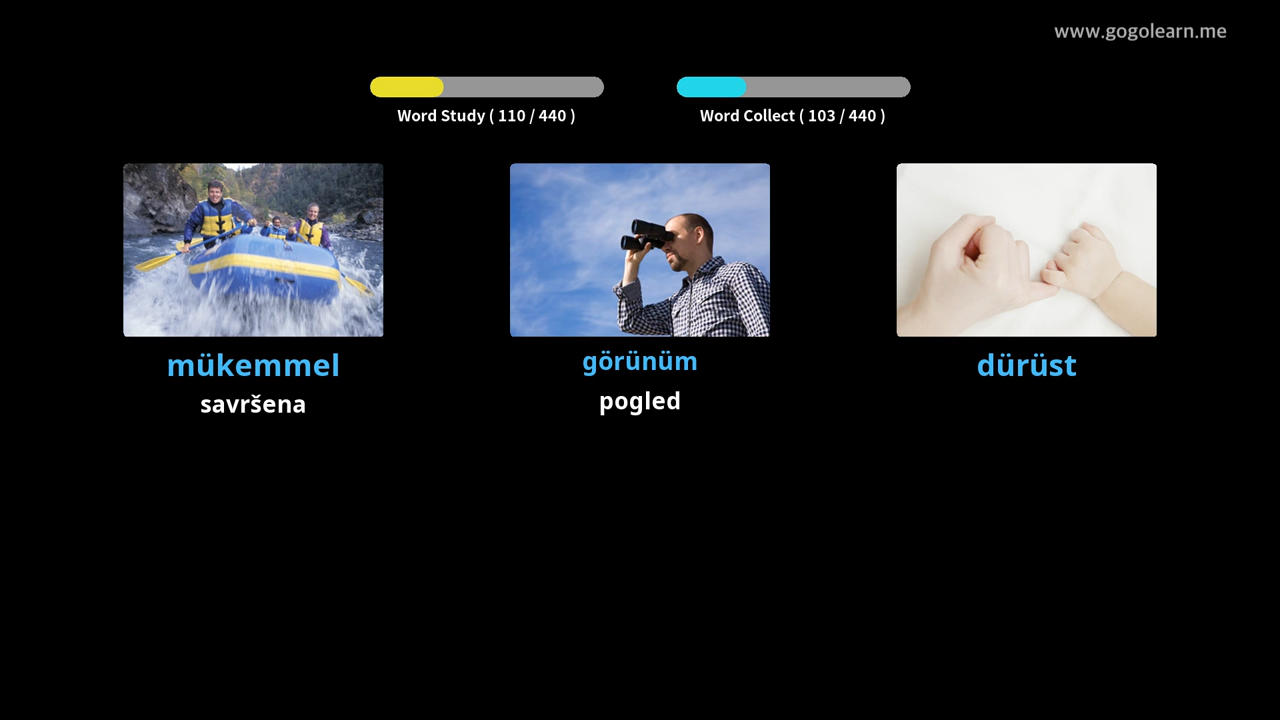 www.gogolearn.me
Word Study ( 110 / 440 )
Word Collect ( 103 / 440 )
mükemmel
savršena
görünüm
pogled
dürüst